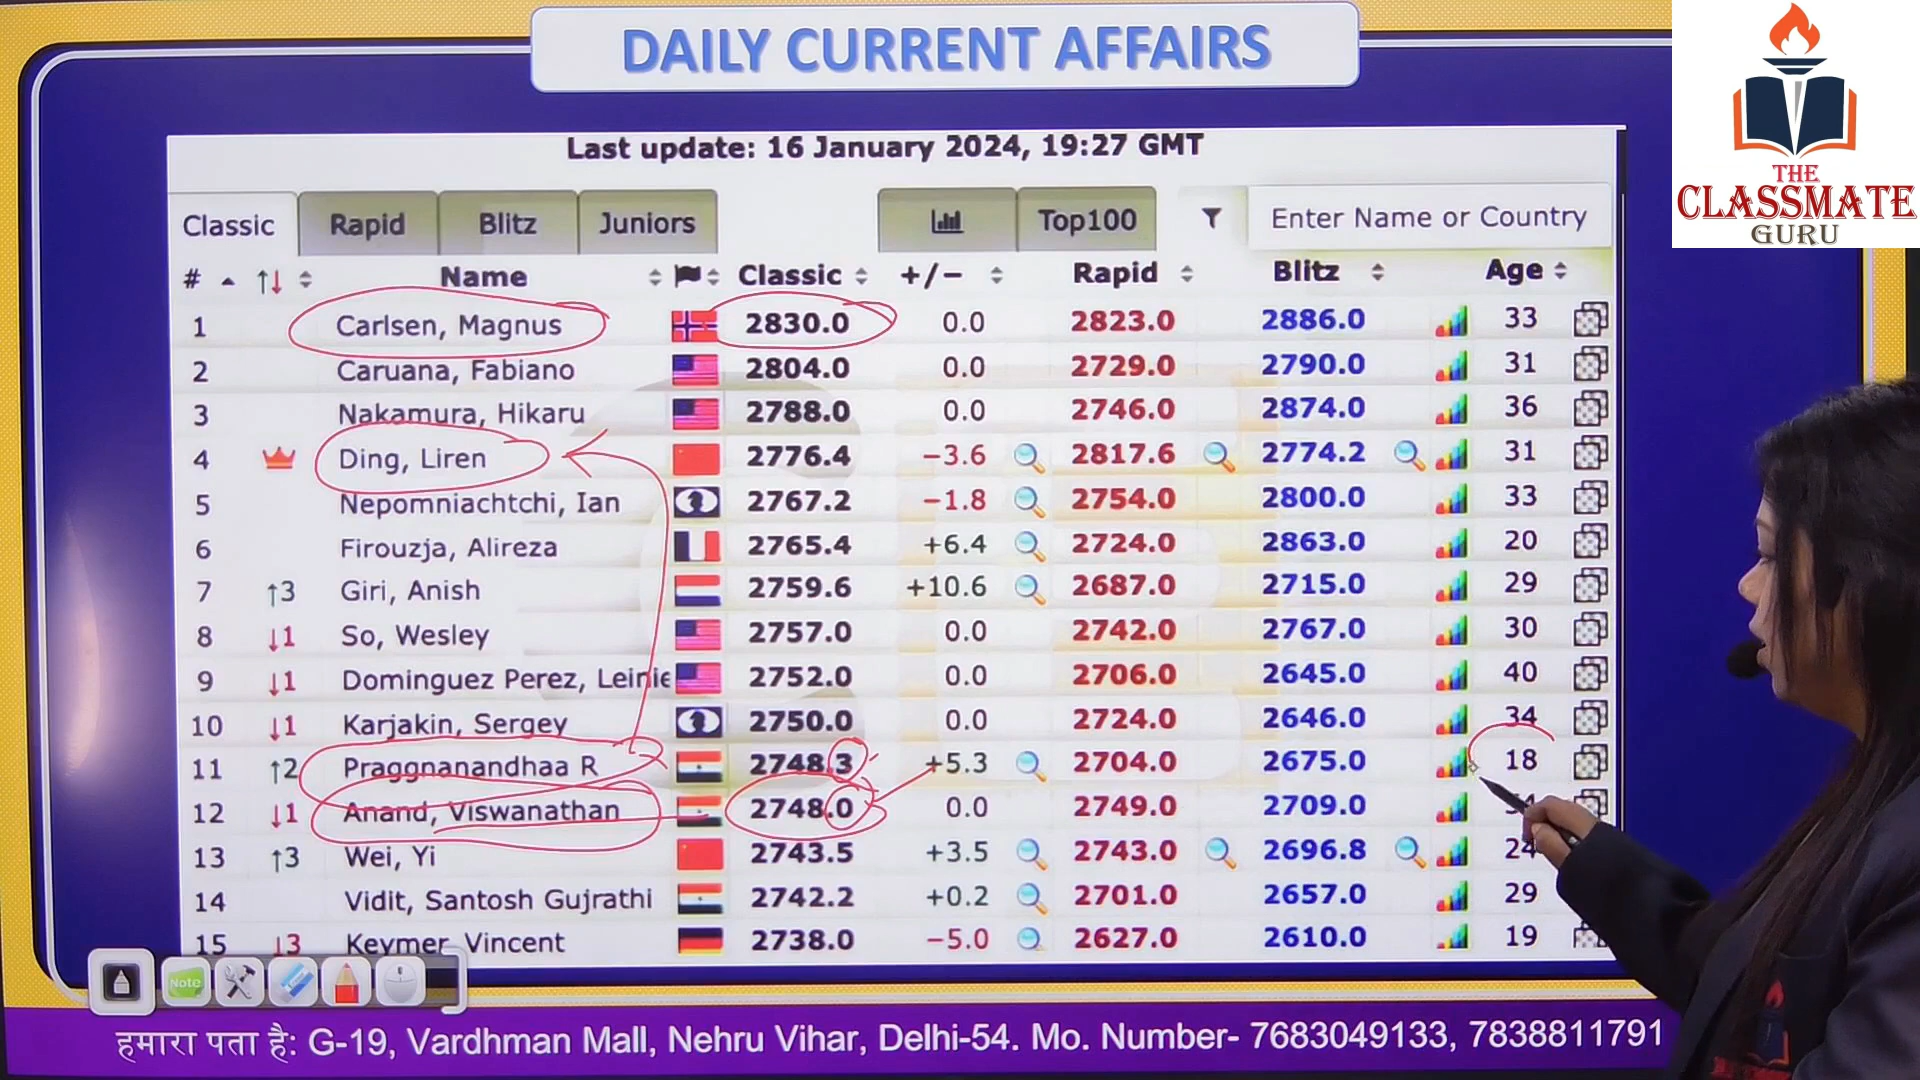 DAILY CURRENT AFFAIRS
THE
CLASSMATE
GURU
Last update: 16 January 2024, 19:27 GMT
Classic Rapid Blitz Juniors Top100 Enter Name or Country
# Name Classic +/− Rapid Blitz Age
1 Carlsen, Magnus 2830.0 0.0 2823.0 2886.0 33
2 Caruana, Fabiano 2804.0 0.0 2729.0 2790.0 31
3 Nakamura, Hikaru 2788.0 0.0 2746.0 2874.0 36
4 Ding, Liren 2776.4 −3.6 2817.6 2774.2 31
5 Nepomniachtchi, Ian 2767.2 −1.8 2754.0 2800.0 33
6 Firouzja, Alireza 2765.4 +6.4 2724.0 2863.0 20
7 ↑3 Giri, Anish 2759.6 +10.6 2687.0 2715.0 29
8 ↓1 So, Wesley 2757.0 0.0 2742.0 2767.0 30
9 ↓1 Dominguez Perez, Leinie 2752.0 0.0 2706.0 2645.0 40
10 ↓1 Karjakin, Sergey 2750.0 0.0 2724.0 2646.0 34
11 ↑2 Praggnanandhaa R 2748.3 +5.3 2704.0 2675.0 18
12 ↓1 Anand, Viswanathan 2748.0 0.0 2749.0 2709.0
13 ↑3 Wei, Yi 2743.5 +3.5 2743.0 2696.8 24
14 Vidit, Santosh Gujrathi 2742.2 +0.2 2701.0 2657.0 29
15 ↓3 Keymer, Vincent 2738.0 −5.0 2627.0 2610.0 19
Note
हमारा पता है: G-19, Vardhman Mall, Nehru Vihar, Delhi-54. Mo. Number- 7683049133, 7838811791